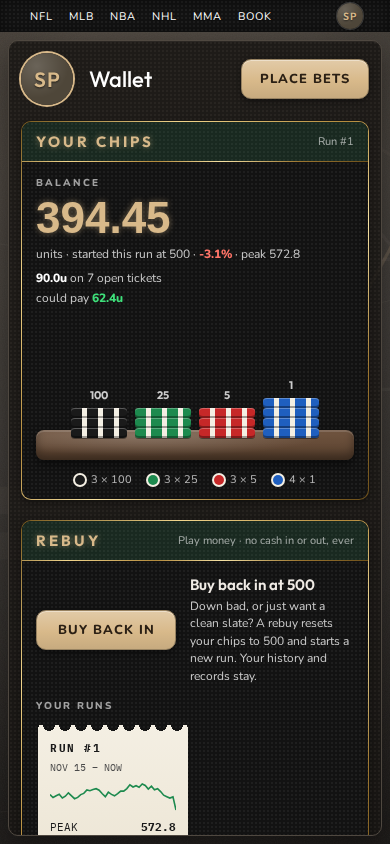 NFL MLB NBA NHL MMA BOOK SP
SP Wallet PLACE BETS
YOUR CHIPS Run #1
BALANCE
394.45
units · started this run at 500 · -3.1% · peak 572.8
90.0u on 7 open tickets
could pay 62.4u
100 25 5 1
3 × 100 3 × 25 3 × 5 4 × 1
REBUY Play money · no cash in or out, ever
BUY BACK IN
Buy back in at 500
Down bad, or just want a
clean slate? A rebuy resets
your chips to 500 and starts a
new run. Your history and
records stay.
YOUR RUNS
RUN #1
NOV 15 – NOW
PEAK 572.8